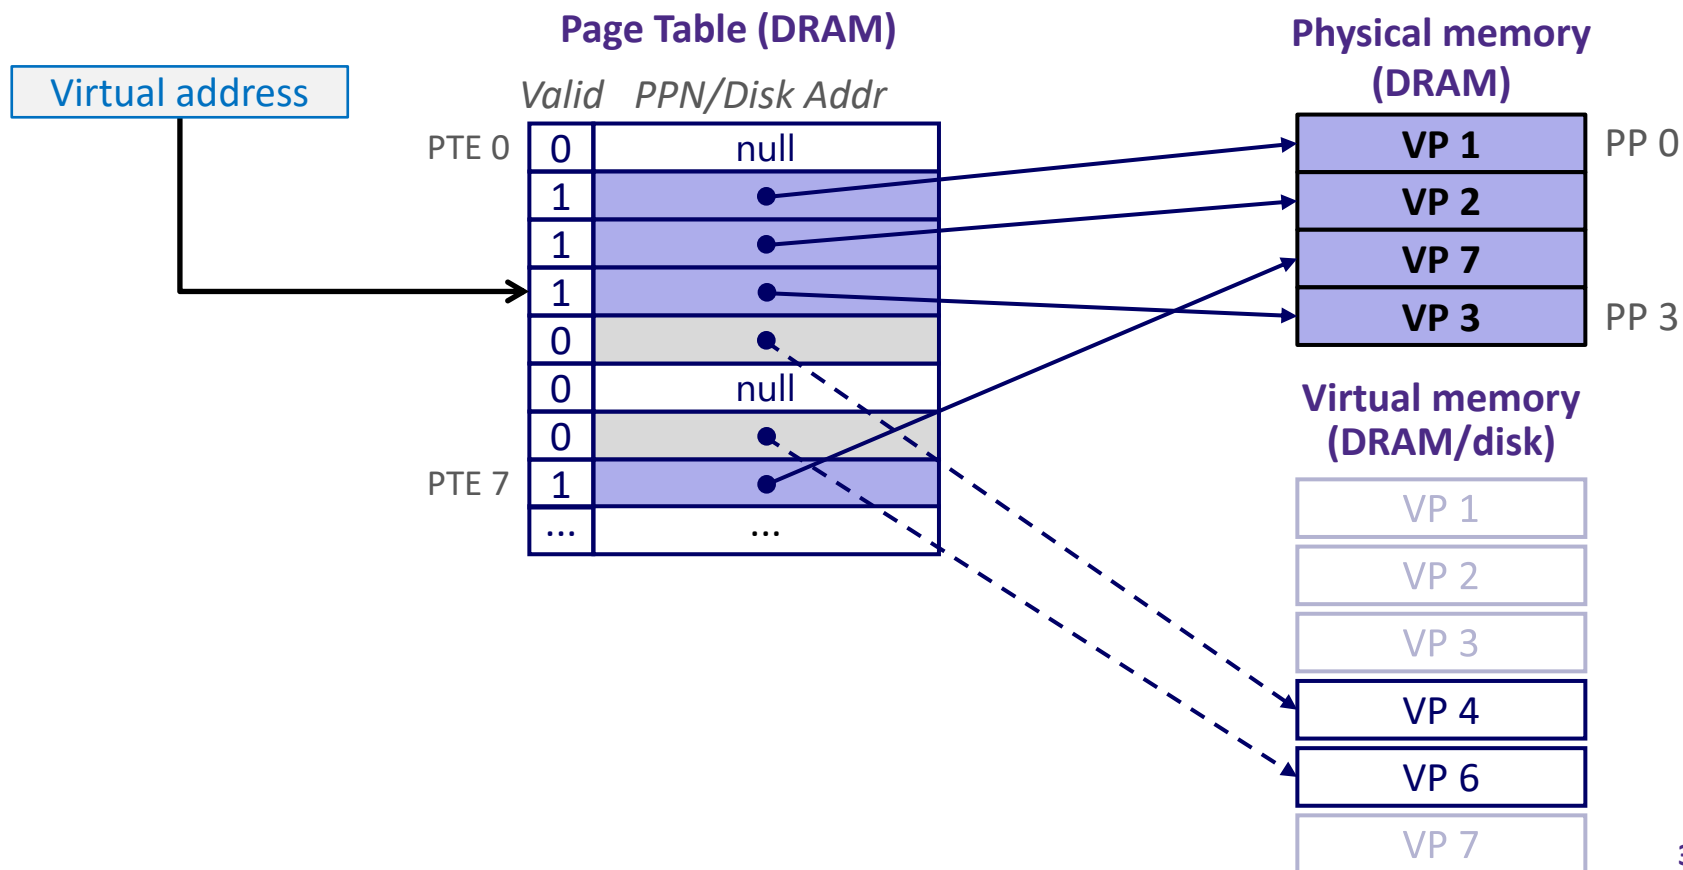 Page Table (DRAM)
Physical memory
(DRAM)
Virtual address
Valid PPN/Disk Addr
PTE 0 0 null
1
1
1
0
0 null
0
PTE 7 1
... ...
VP 1 PP 0
VP 2
VP 7
VP 3 PP 3
Virtual memory
(DRAM/disk)
VP 1
VP 2
VP 3
VP 4
VP 6
VP 7